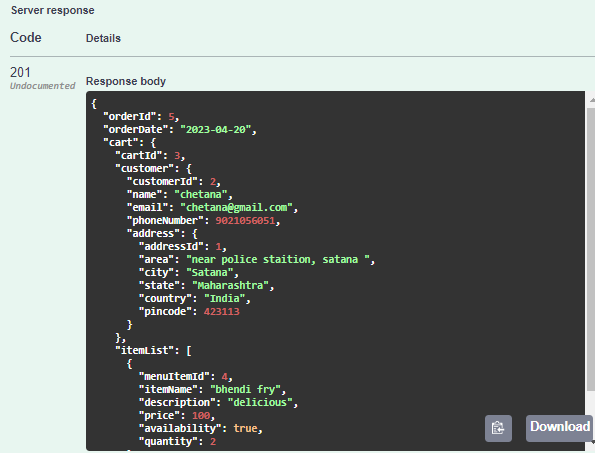 Server response
Code Details
201
Undocumented
Response body
{
"orderId": 5,
"orderDate": "2023-04-20",
"cart": {
"cartId": 3,
"customer": {
"customerId": 2,
"name": "chetana",
"email": "chetana@gmail.com",
"phoneNumber": 9021056051,
"address": {
"addressId": 1,
"area": "near police staition, satana ",
"city": "Satana",
"state": "Maharashtra",
"country": "India",
"pincode": 423113
}
},
"itemList": [
{
"menuItemId": 4,
"itemName": "bhendi fry",
"description": "delicious",
"price": 100,
"availability": true,
"quantity": 2
Download